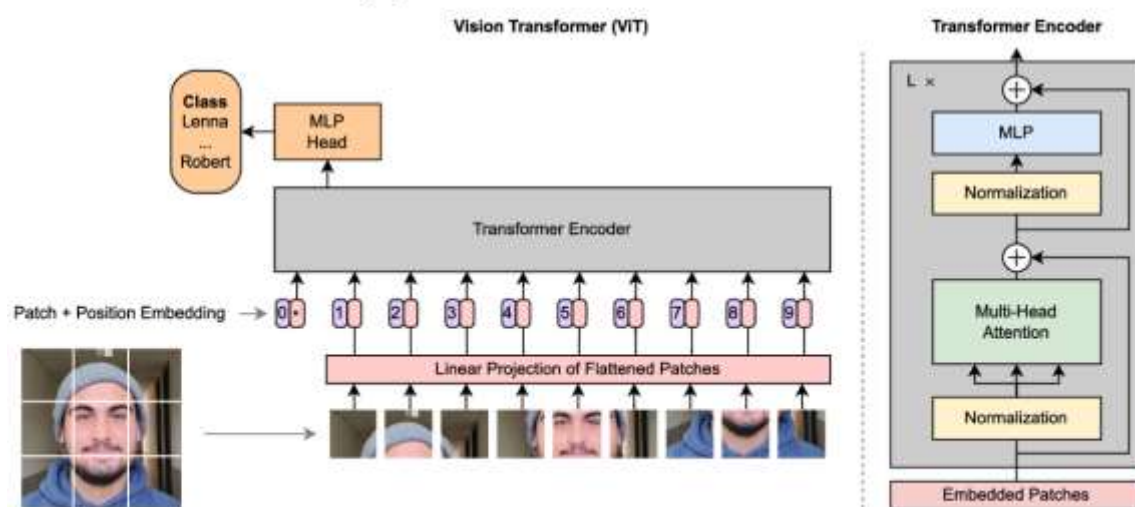 Vision Transformer (ViT)
Transformer Encoder
Class
Lenna
...
Robert
MLP
Head
Transformer Encoder
Patch + Position Embedding
0 * 1 2 3 4 5 6 7 8 9
Linear Projection of Flattened Patches
L ×
+
MLP
Normalization
+
Multi-Head
Attention
Normalization
Embedded Patches